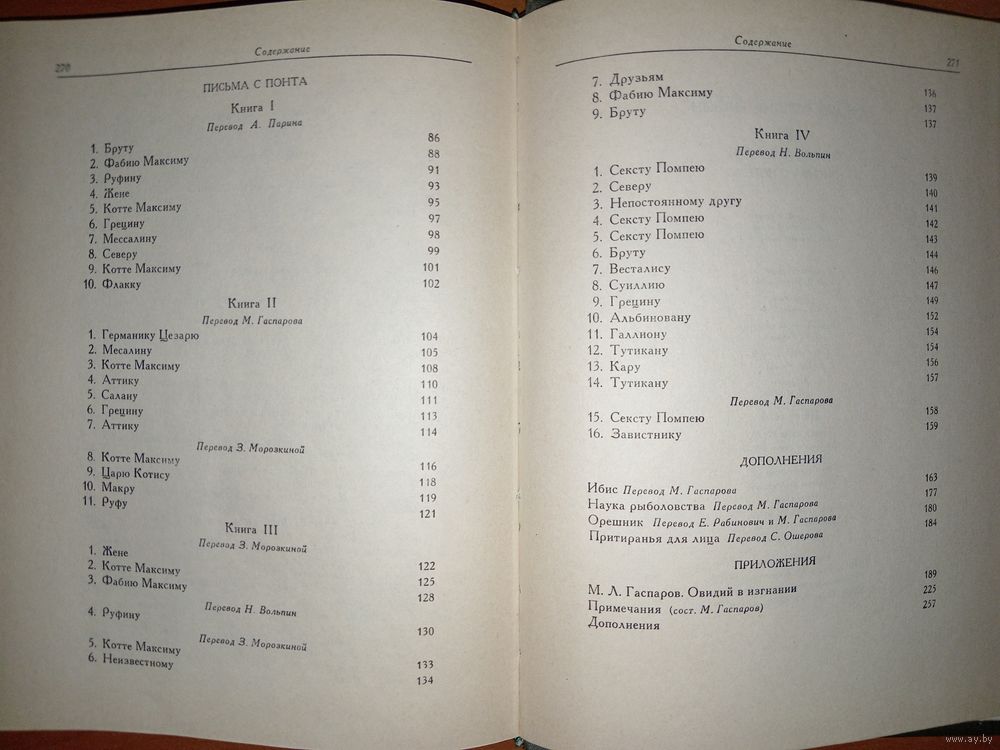 270
Содержание
ПИСЬМА С ПОНТА
Книга I
Перевод А. Парина
1. Бруту 86
2. Фабию Максиму 88
3. Руфину 91
4. Жене 93
5. Котте Максиму 95
6. Грецину 97
7. Мессалину 98
8. Северу 99
9. Котте Максиму 101
10. Флакку 102
Книга II
Перевод М. Гаспарова
1. Германику Цезарю 104
2. Месалину 105
3. Котте Максиму 108
4. Аттику 110
5. Салану 111
6. Грецину 113
7. Аттику 114
Перевод З. Морозкиной
8. Котте Максиму 116
9. Царю Котису 118
10. Макру 119
11. Руфу 121
Книга III
Перевод З. Морозкиной
1. Жене 122
2. Котте Максиму 125
3. Фабию Максиму 128
Перевод Н. Вольпин
4. Руфину 130
Перевод З. Морозкиной
5. Котте Максиму 133
6. Неизвестному 134
Содержание
271
7. Друзьям 136
8. Фабию Максиму 137
9. Бруту 137
Книга IV
Перевод Н. Вольпин
1. Сексту Помпею 139
2. Северу 140
3. Непостоянному другу 141
4. Сексту Помпею 142
5. Сексту Помпею 143
6. Бруту 144
7. Весталису 146
8. Суиллию 147
9. Грецину 149
10. Альбиновану 152
11. Галлиону 154
12. Тутикану 154
13. Кару 156
14. Тутикану 157
Перевод М. Гаспарова
15. Сексту Помпею 158
16. Завистнику 159
ДОПОЛНЕНИЯ
Ибис Перевод М. Гаспарова 163
Наука рыболовства Перевод М. Гаспарова 177
Орешник Перевод Е. Рабинович и М. Гаспарова 180
Притиранья для лица Перевод С. Ошерова 184
ПРИЛОЖЕНИЯ
М. Л. Гаспаров. Овидий в изгнании 189
Примечания (сост. М. Гаспаров) 225
Дополнения 257
www.ay.by